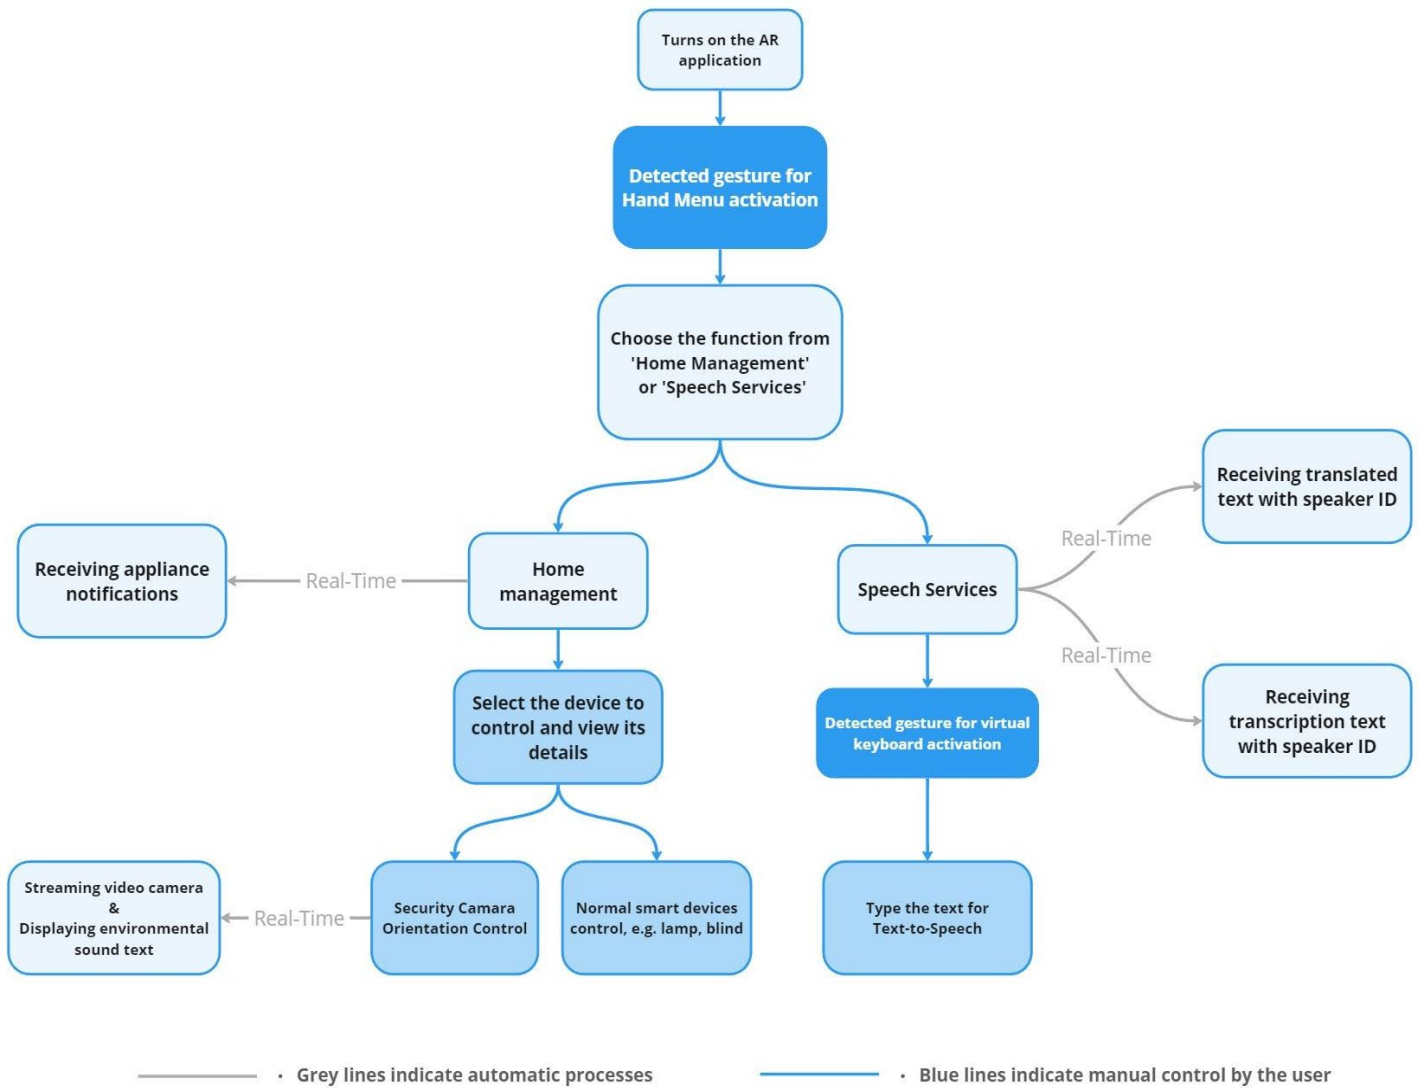 Turns on the AR
application
Detected gesture for
Hand Menu activation
Choose the function from
'Home Management'
or 'Speech Services'
Receiving translated
text with speaker ID
Real-Time
Receiving appliance
notifications
Real-Time
Home
management
Speech Services
Real-Time
Receiving
transcription text
with speaker ID
Select the device to
control and view its
details
Detected gesture for virtual
keyboard activation
Streaming video camera
&
Displaying environmental
sound text
Real-Time
Security Camara
Orientation Control
Normal smart devices
control, e.g. lamp, blind
Type the text for
Text-to-Speech
· Grey lines indicate automatic processes
· Blue lines indicate manual control by the user